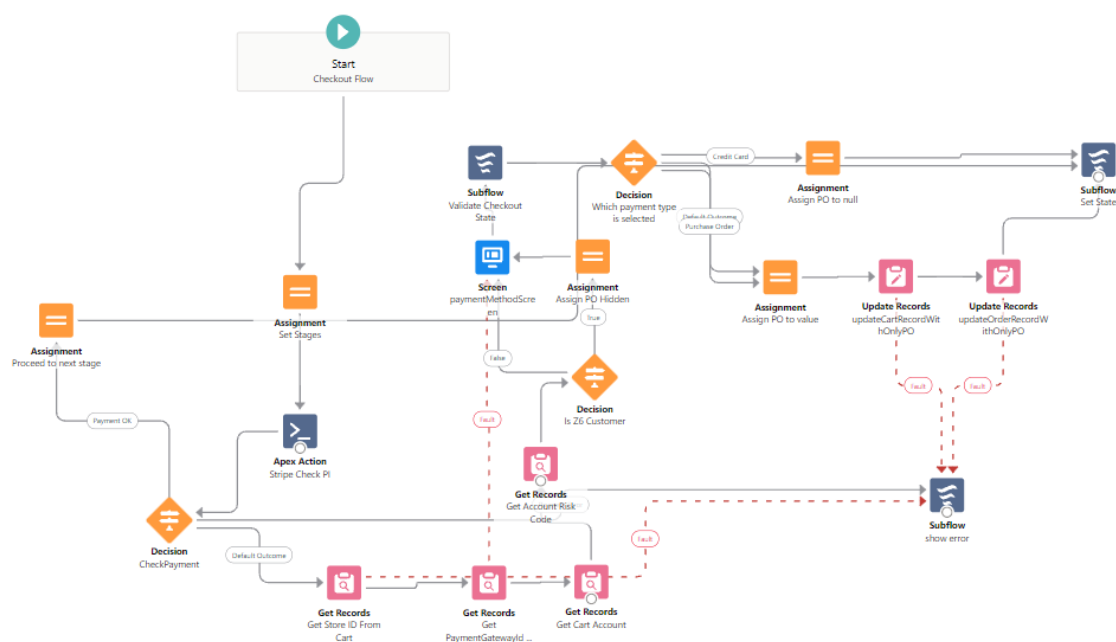 Start
Checkout Flow
Subflow
Validate Checkout
State
Decision
Which payment type
is selected
Credit Card
Assignment
Assign PO to null
Subflow
Set State
Default Outcome
Purchase Order
Screen
paymentMethodScre
en
Assignment
Assign PO Hidden
Assignment
Assign PO to value
Update Records
updateCartRecordWi
thOnlyPO
Update Records
updateOrderRecordW
ithOnlyPO
Assignment
Set Stages
Assignment
Proceed to next stage
True
False
Decision
Is Z6 Customer
Fault
Fault
Fault
Payment OK
Apex Action
Stripe Check PI
Get Records
Get Account Risk
Code
Subflow
show error
Decision
CheckPayment
Default Outcome
Fault
Get Records
Get Store ID From
Cart
Get Records
Get
PaymentGatewayId ...
Get Records
Get Cart Account